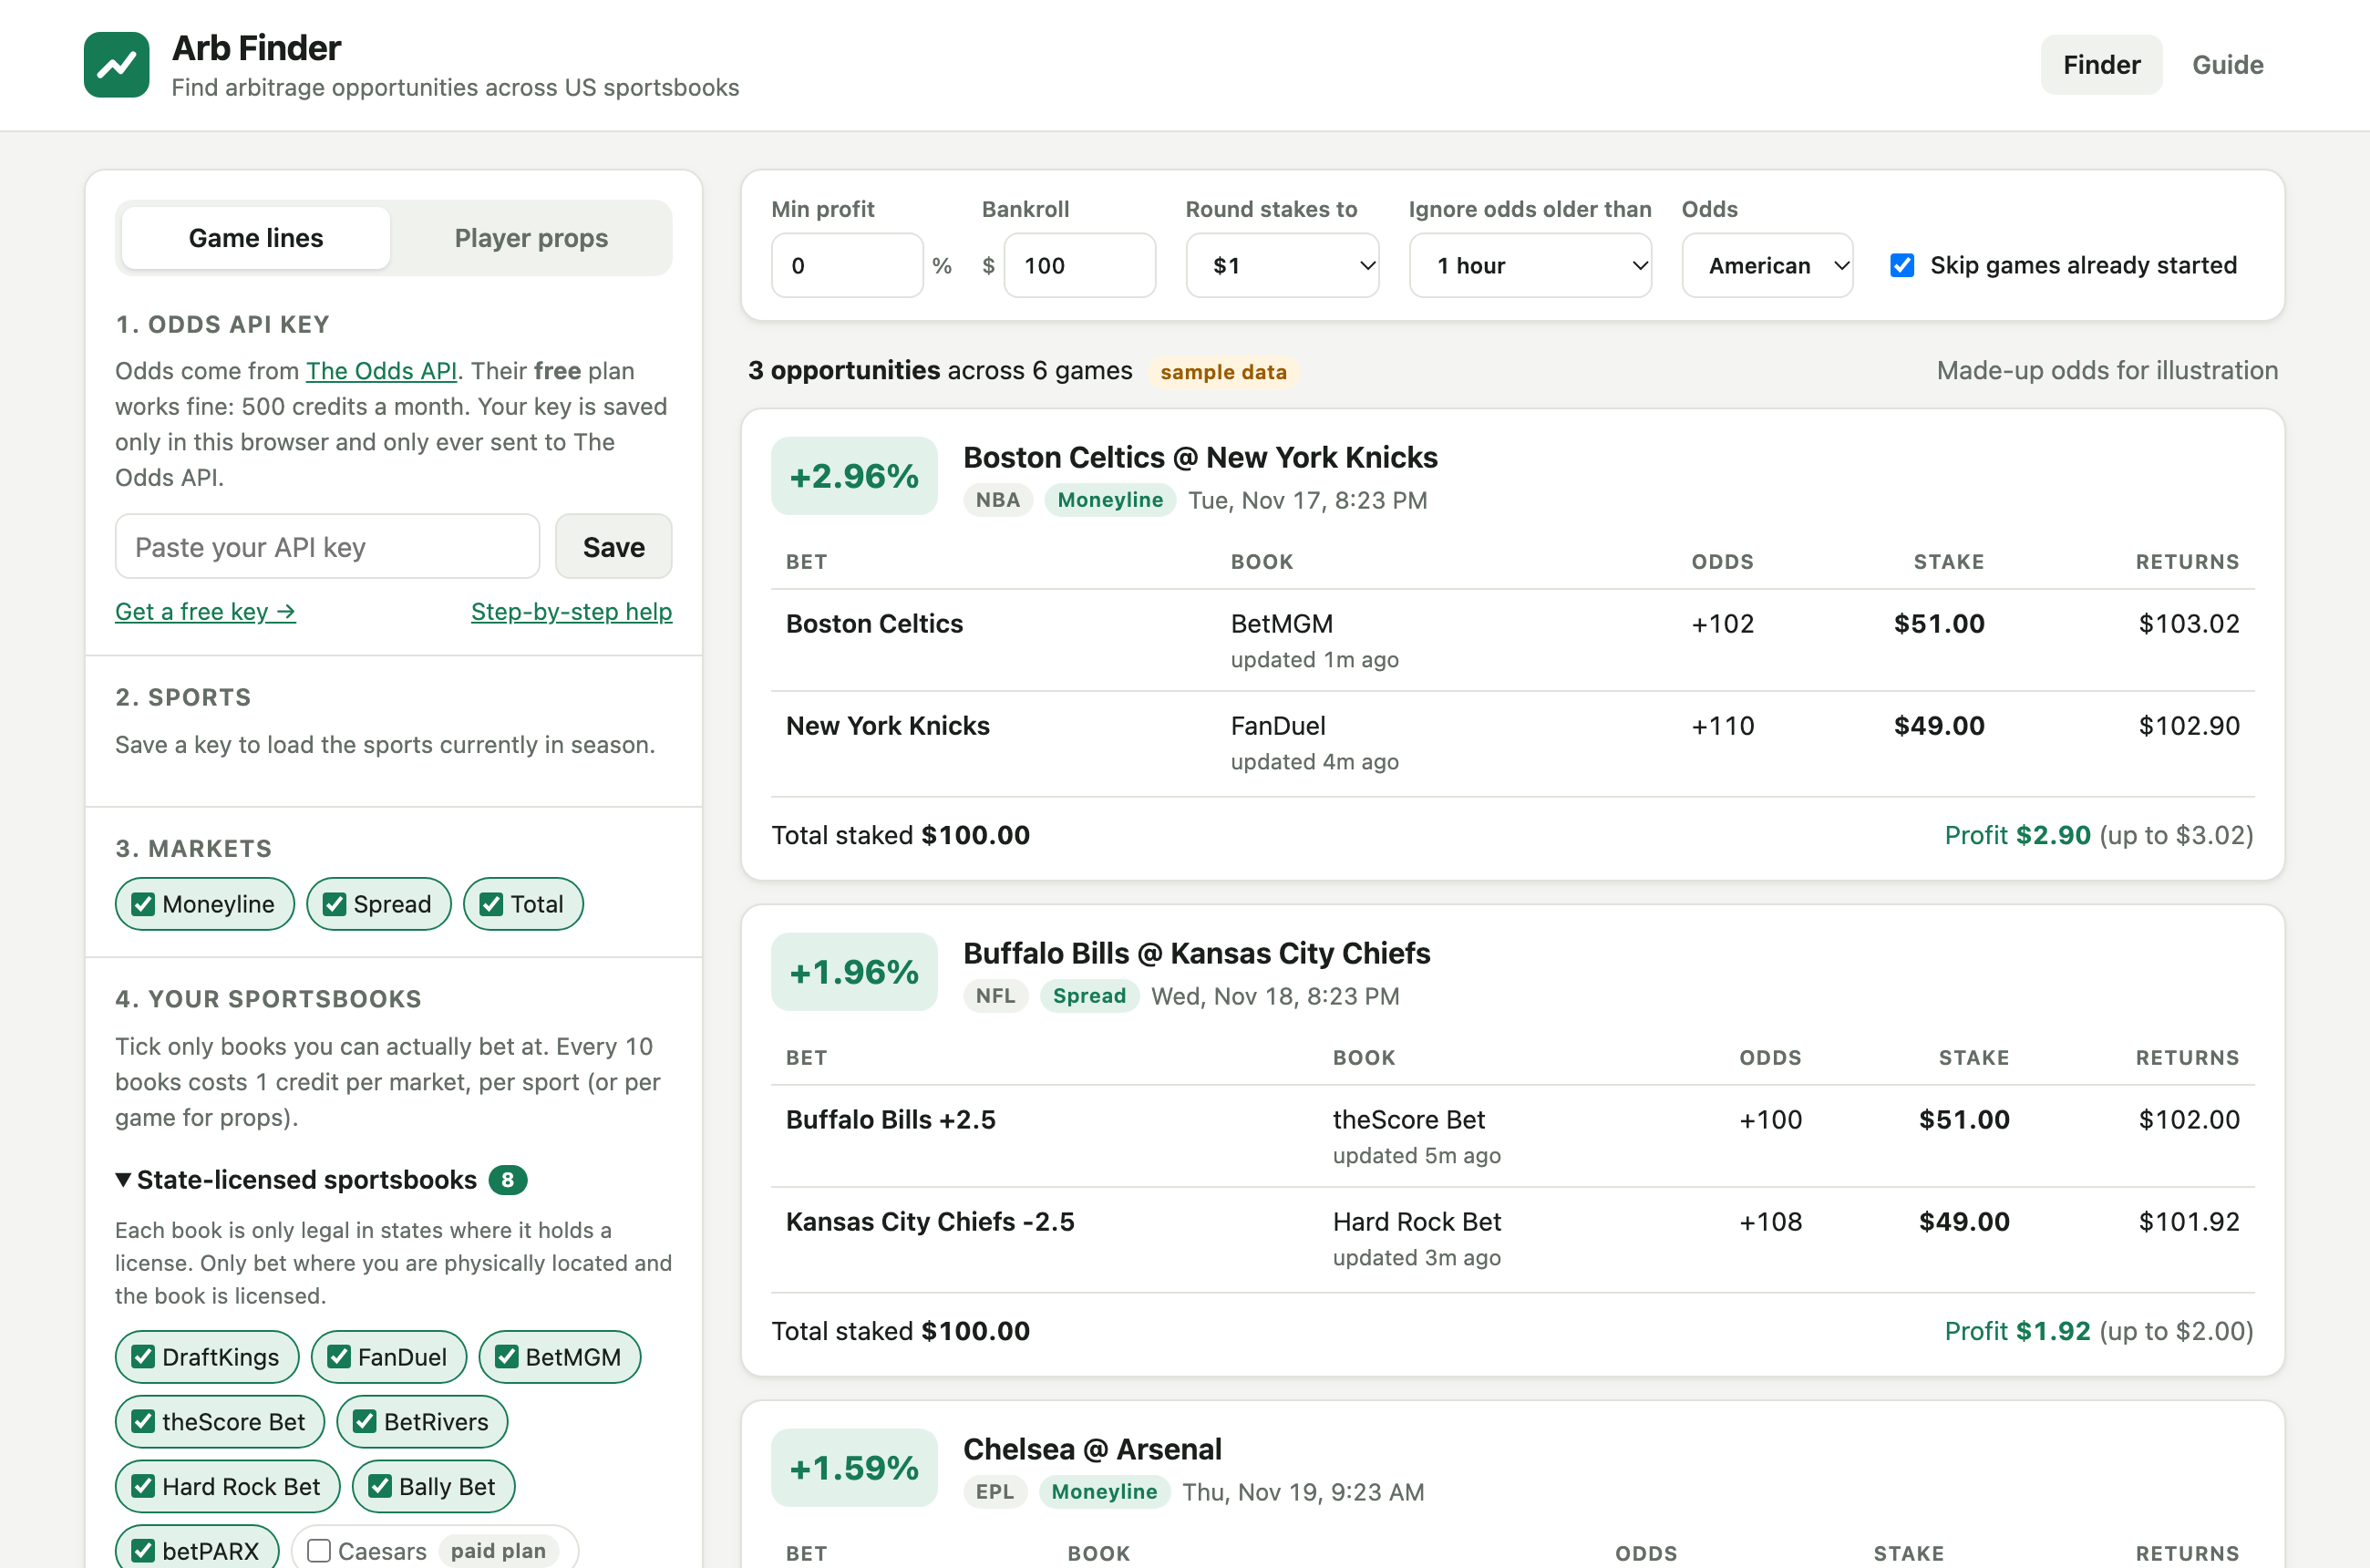 Arb Finder
Find arbitrage opportunities across US sportsbooks
Finder
Guide
Game lines
Player props
1. ODDS API KEY
Odds come from The Odds API. Their free plan
works fine: 500 credits a month. Your key is saved
only in this browser and only ever sent to The
Odds API.
Paste your API key
Save
Get a free key →
Step-by-step help
2. SPORTS
Save a key to load the sports currently in season.
3. MARKETS
Moneyline
Spread
Total
4. YOUR SPORTSBOOKS
Tick only books you can actually bet at. Every 10
books costs 1 credit per market, per sport (or per
game for props).
▼ State-licensed sportsbooks 8
Each book is only legal in states where it holds a
license. Only bet where you are physically located and
the book is licensed.
DraftKings
FanDuel
BetMGM
theScore Bet
BetRivers
Hard Rock Bet
Bally Bet
betPARX
Caesars paid plan
Min profit
0 %
Bankroll
$ 100
Round stakes to
$1
Ignore odds older than
1 hour
Odds
American
Skip games already started
3 opportunities across 6 games sample data
Made-up odds for illustration
+2.96%
Boston Celtics @ New York Knicks
NBA Moneyline Tue, Nov 17, 8:23 PM
BET BOOK ODDS STAKE RETURNS
Boston Celtics BetMGM +102 $51.00 $103.02
updated 1m ago
New York Knicks FanDuel +110 $49.00 $102.90
updated 4m ago
Total staked $100.00
Profit $2.90 (up to $3.02)
+1.96%
Buffalo Bills @ Kansas City Chiefs
NFL Spread Wed, Nov 18, 8:23 PM
BET BOOK ODDS STAKE RETURNS
Buffalo Bills +2.5 theScore Bet +100 $51.00 $102.00
updated 5m ago
Kansas City Chiefs -2.5 Hard Rock Bet +108 $49.00 $101.92
updated 3m ago
Total staked $100.00
Profit $1.92 (up to $2.00)
+1.59%
Chelsea @ Arsenal
EPL Moneyline Thu, Nov 19, 9:23 AM
BET BOOK ODDS STAKE RETURNS